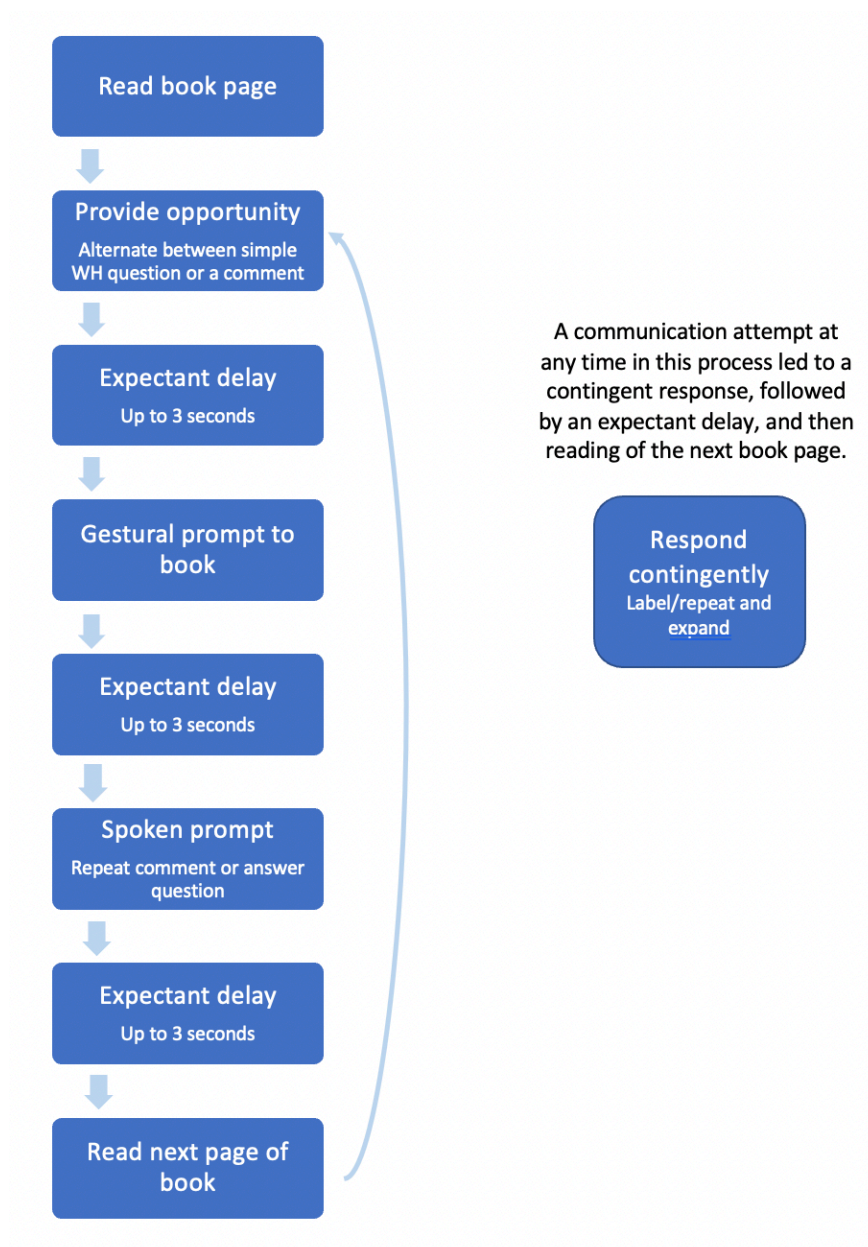 Read book page
Provide opportunity
Alternate between simple
WH question or a comment
Expectant delay
Up to 3 seconds
Gestural prompt to
book
Expectant delay
Up to 3 seconds
Spoken prompt
Repeat comment or answer
question
Expectant delay
Up to 3 seconds
Read next page of
book
A communication attempt at
any time in this process led to a
contingent response, followed
by an expectant delay, and then
reading of the next book page.
Respond
contingently
Label/repeat and
expand